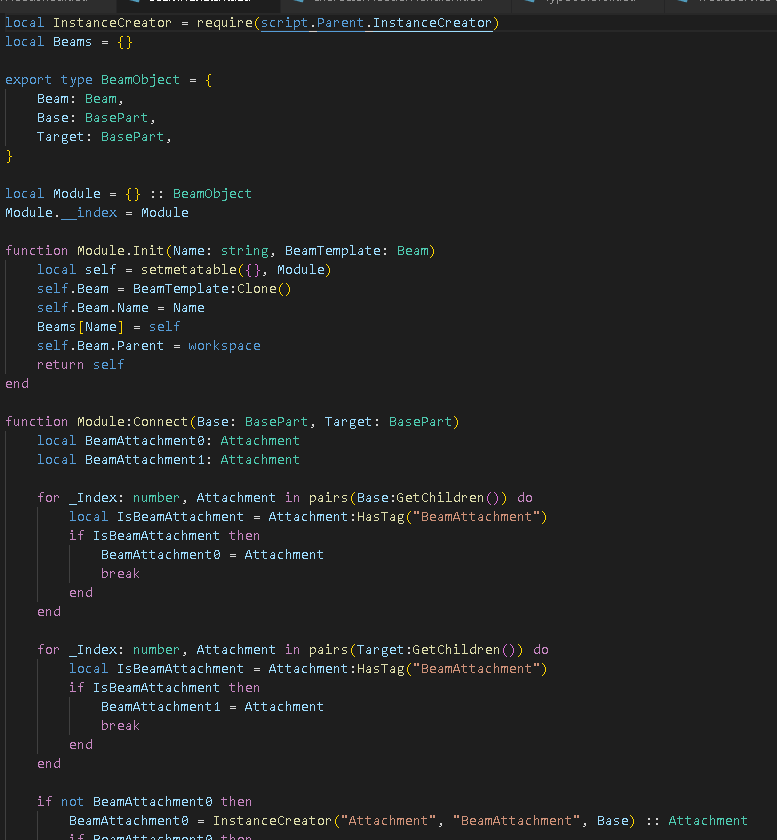 local InstanceCreator = require(script.Parent.InstanceCreator)
local Beams = {}

export type BeamObject = {
    Beam: Beam,
    Base: BasePart,
    Target: BasePart,
}

local Module = {} :: BeamObject
Module.__index = Module

function Module.Init(Name: string, BeamTemplate: Beam)
    local self = setmetatable({}, Module)
    self.Beam = BeamTemplate:Clone()
    self.Beam.Name = Name
    Beams[Name] = self
    self.Beam.Parent = workspace
    return self
end

function Module:Connect(Base: BasePart, Target: BasePart)
    local BeamAttachment0: Attachment
    local BeamAttachment1: Attachment

    for _Index: number, Attachment in pairs(Base:GetChildren()) do
        local IsBeamAttachment = Attachment:HasTag("BeamAttachment")
        if IsBeamAttachment then
            BeamAttachment0 = Attachment
            break
        end
    end

    for _Index: number, Attachment in pairs(Target:GetChildren()) do
        local IsBeamAttachment = Attachment:HasTag("BeamAttachment")
        if IsBeamAttachment then
            BeamAttachment1 = Attachment
            break
        end
    end

    if not BeamAttachment0 then
        BeamAttachment0 = InstanceCreator("Attachment", "BeamAttachment", Base) :: Attachment
        if BeamAttachment0 then